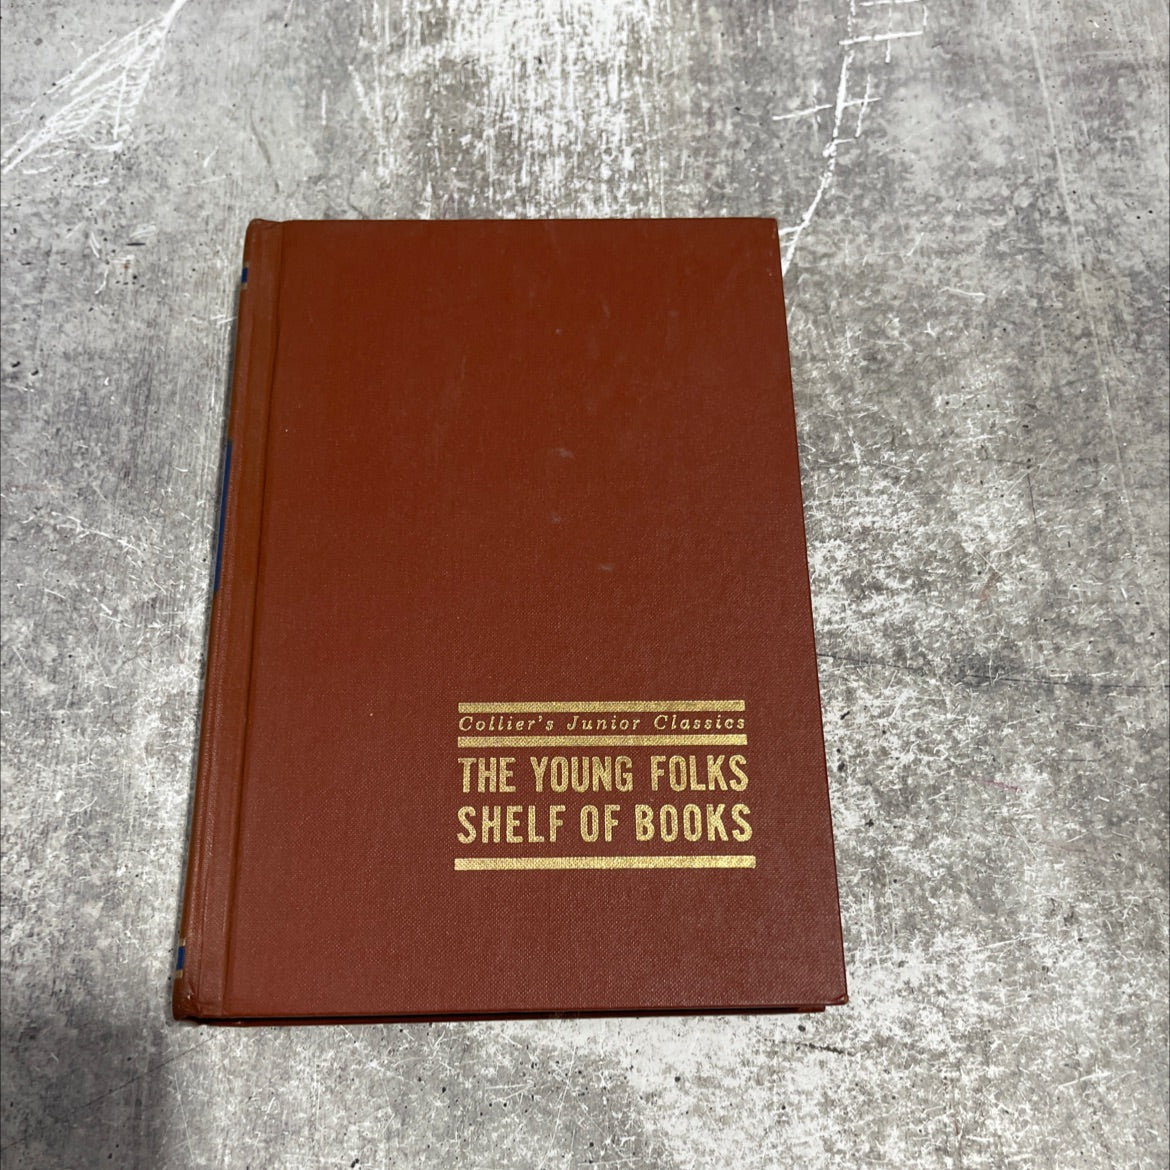 Collier's Junior Classics
THE YOUNG FOLKS
SHELF OF BOOKS